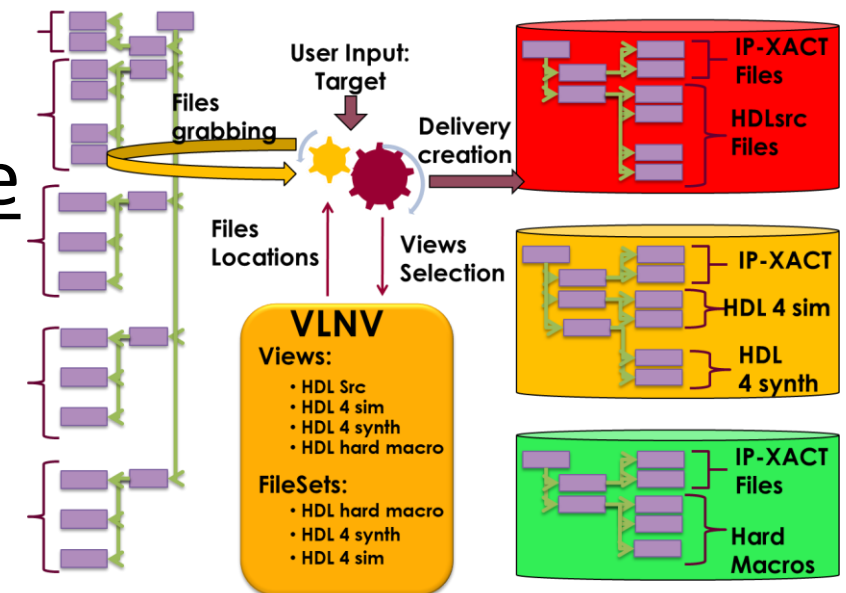 e
User Input:
Target
Files
grabbing
Delivery
creation
Files
Locations
Views
Selection
VLNV
Views:
• HDL Src
• HDL 4 sim
• HDL 4 synth
• HDL hard macro
FileSets:
• HDL hard macro
• HDL 4 synth
• HDL 4 sim
IP-XACT
Files
HDLsrc
Files
IP-XACT
HDL 4 sim
HDL
4 synth
IP-XACT
Files
Hard
Macros